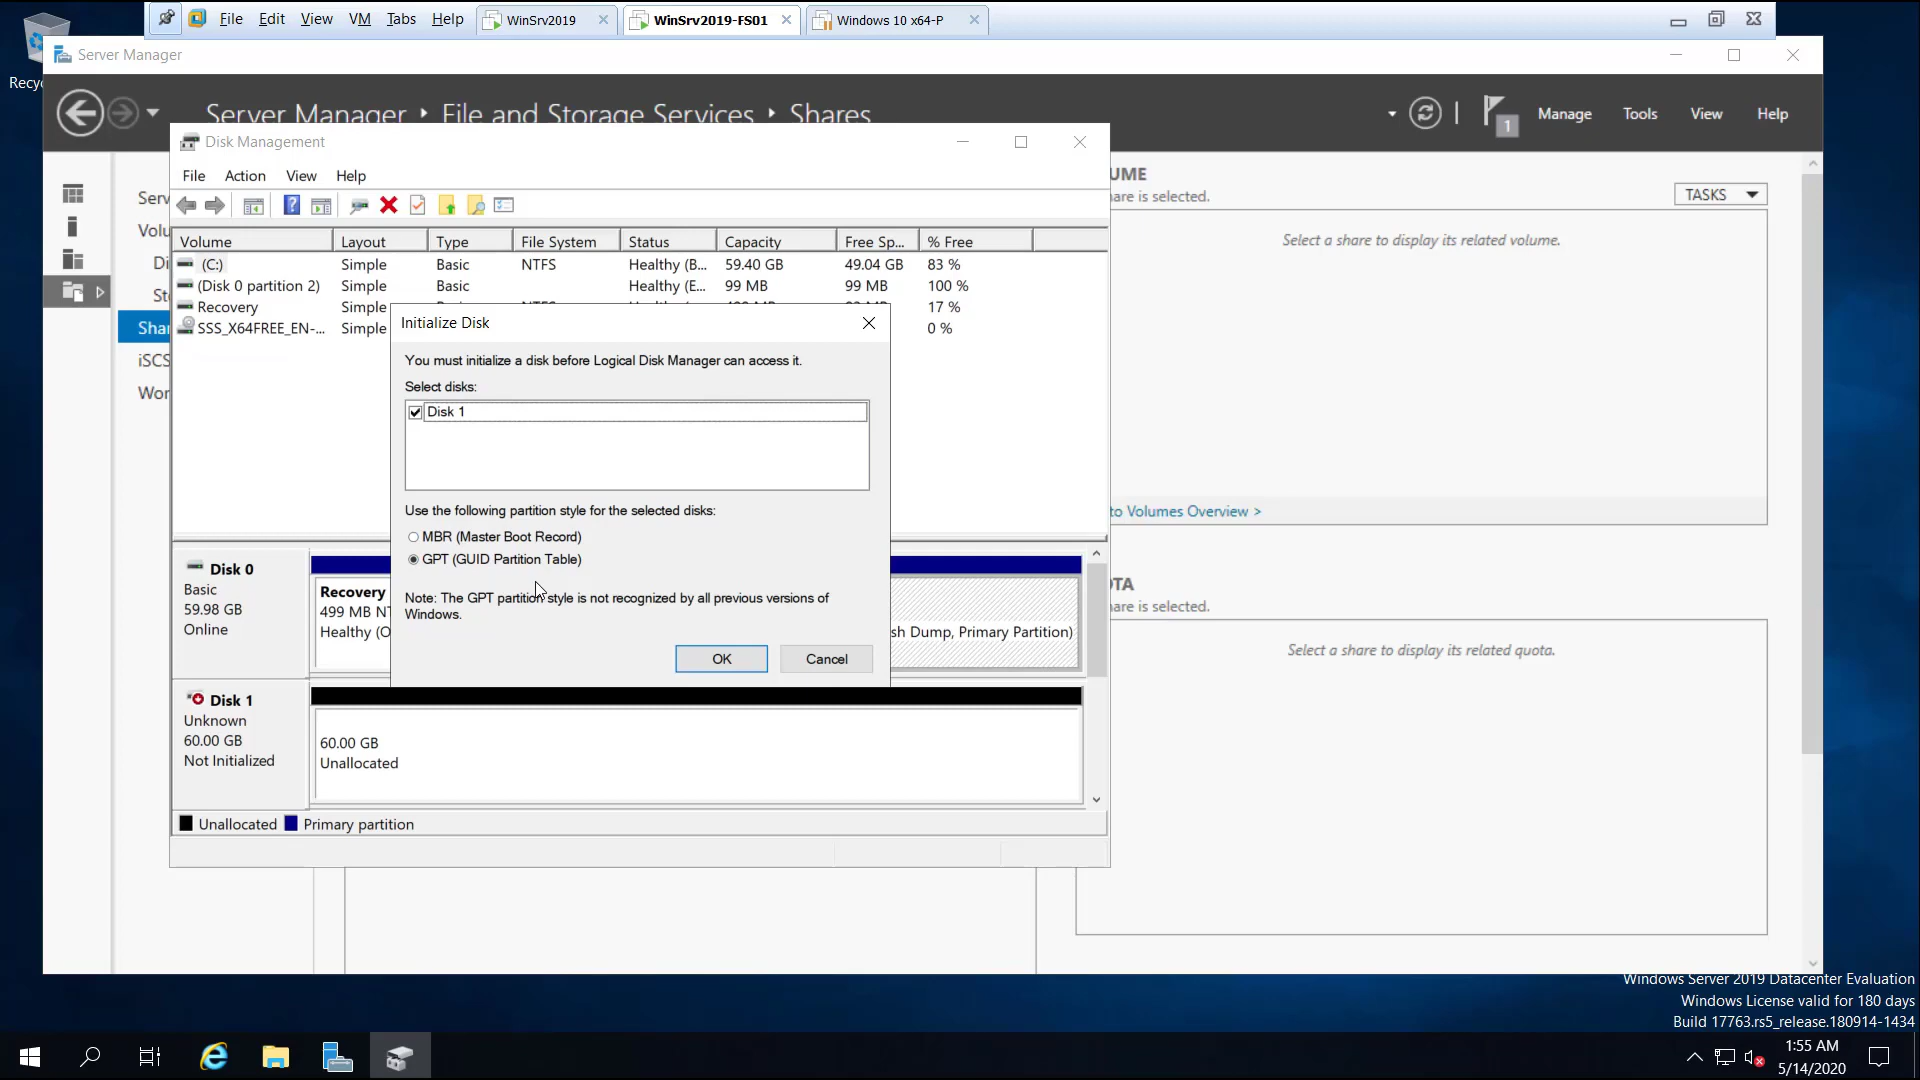 File Edit View VM Tabs Help WinSrv2019 WinSrv2019-FS01 Windows 10 x64-P
Server Manager
Server Manager File and Storage Services Shares
1 Manage Tools View Help
Disk Management
File Action View Help
Volume Layout Type File System Status Capacity Free Sp... % Free
(C:) Simple Basic NTFS Healthy (B... 59.40 GB 49.04 GB 83 %
(Disk 0 partition 2) Simple Basic Healthy (E... 99 MB 99 MB 100 %
Recovery Simple 17 %
SSS_X64FREE_EN-... Simple 0 %
Initialize Disk
You must initialize a disk before Logical Disk Manager can access it.
Select disks:
Disk 1
Use the following partition style for the selected disks:
MBR (Master Boot Record)
GPT (GUID Partition Table)
Note: The GPT partition style is not recognized by all previous versions of
Windows.
OK Cancel
Disk 0
Basic
59.98 GB
Online
Recovery
499 MB NT
Healthy (O
sh Dump, Primary Partition)
Disk 1
Unknown
60.00 GB
Not Initialized
60.00 GB
Unallocated
Unallocated Primary partition
Serv
Volu
Di
St
Shar
iSCS
Wor
UME
are is selected.
TASKS
Select a share to display its related volume.
to Volumes Overview >
OTA
are is selected.
Select a share to display its related quota.
Recyc
Windows Server 2019 Datacenter Evaluation
Windows License valid for 180 days
Build 17763.rs5_release.180914-1434
1:55 AM
5/14/2020